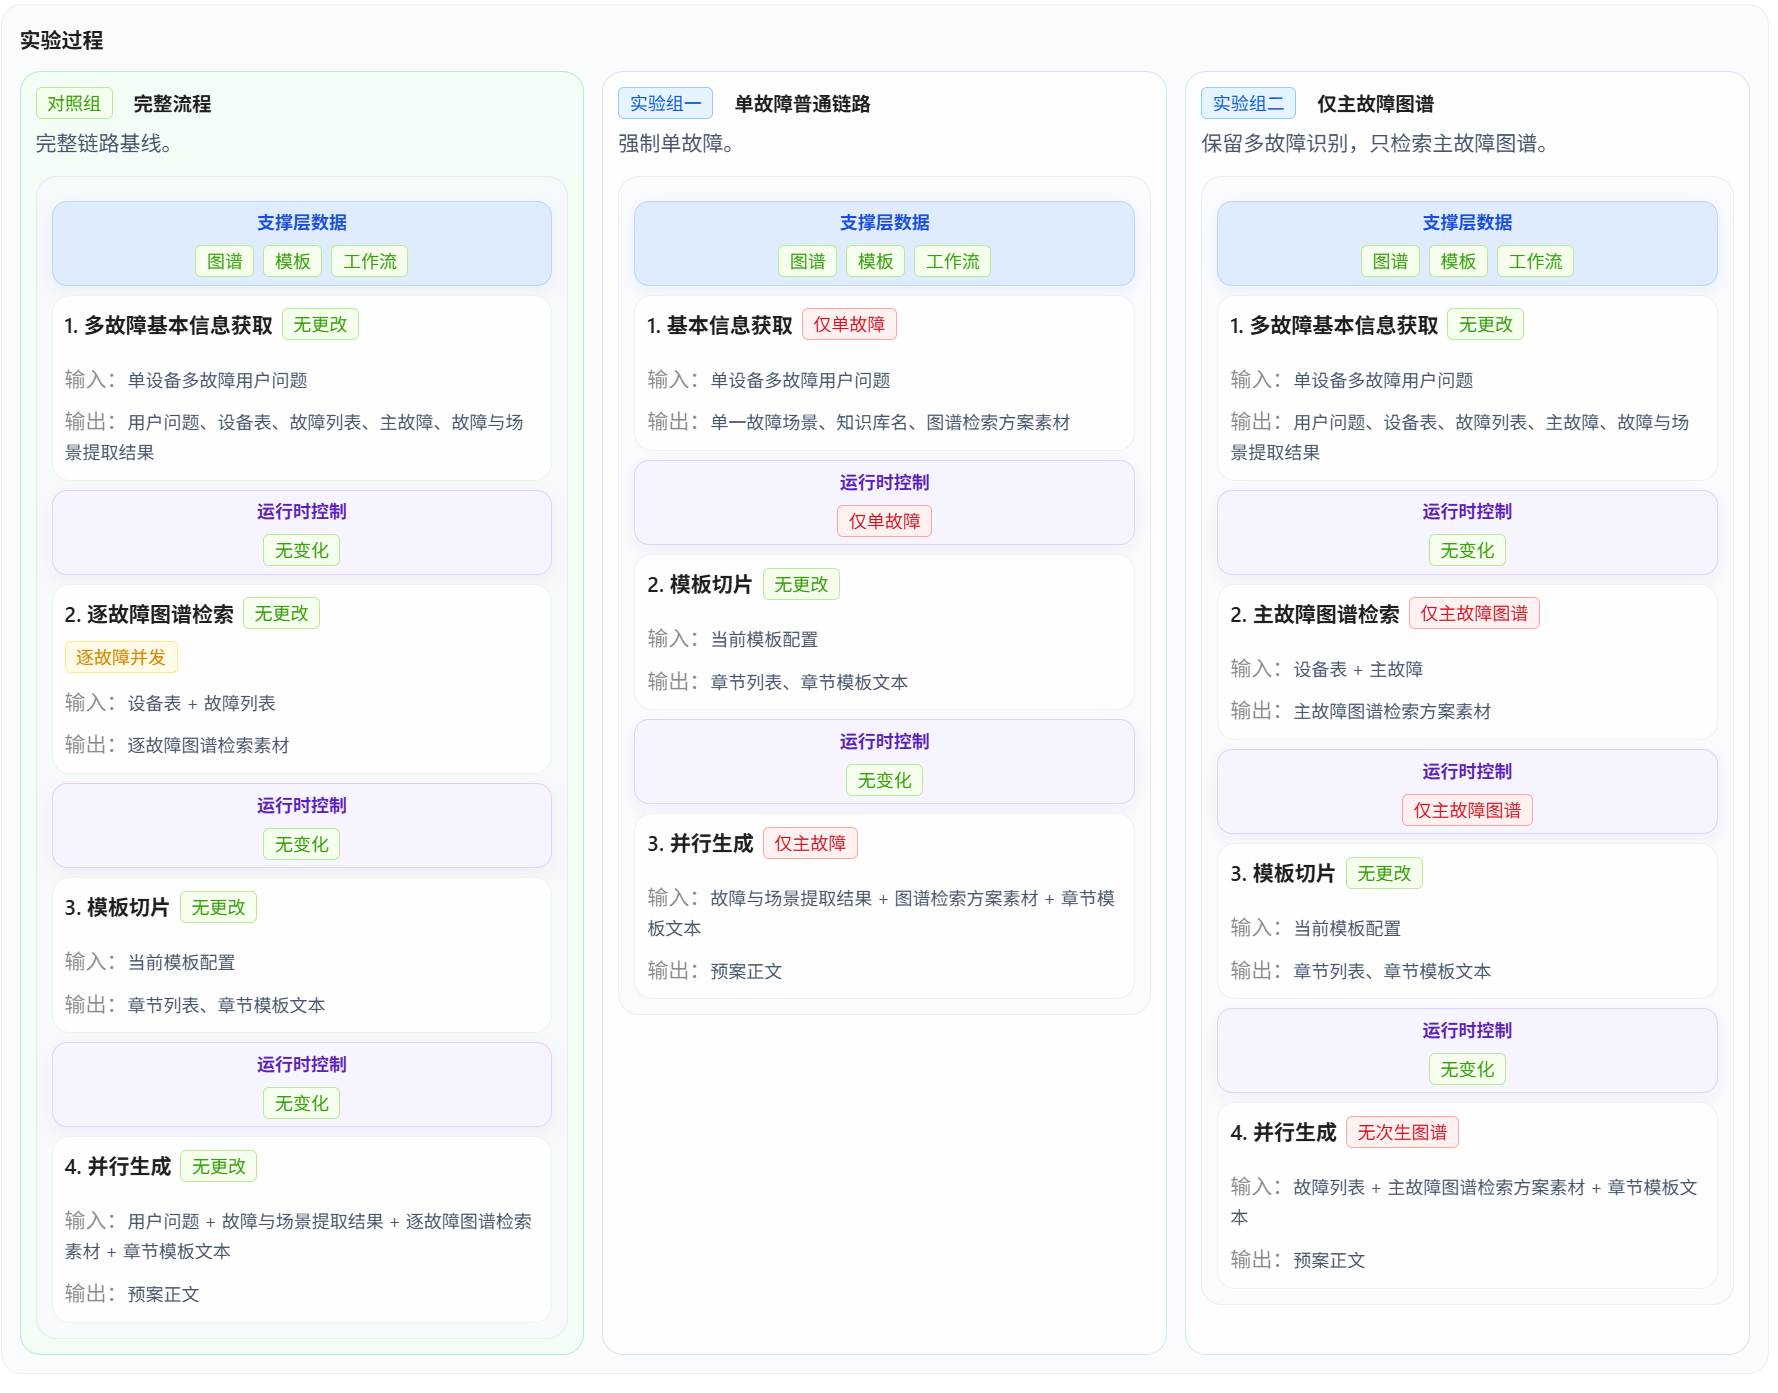 实验过程
对照组 完整流程
完整链路基线。
支撑层数据
图谱 模板 工作流
1. 多故障基本信息获取 无更改
输入：单设备多故障用户问题
输出：用户问题、设备表、故障列表、主故障、故障与场
景提取结果
运行时控制
无变化
2. 逐故障图谱检索 无更改
逐故障并发
输入：设备表 + 故障列表
输出：逐故障图谱检索素材
运行时控制
无变化
3. 模板切片 无更改
输入：当前模板配置
输出：章节列表、章节模板文本
运行时控制
无变化
4. 并行生成 无更改
输入：用户问题 + 故障与场景提取结果 + 逐故障图谱检索
素材 + 章节模板文本
输出：预案正文
实验组一 单故障普通链路
强制单故障。
支撑层数据
图谱 模板 工作流
1. 基本信息获取 仅单故障
输入：单设备多故障用户问题
输出：单一故障场景、知识库名、图谱检索方案素材
运行时控制
仅单故障
2. 模板切片 无更改
输入：当前模板配置
输出：章节列表、章节模板文本
运行时控制
无变化
3. 并行生成 仅主故障
输入：故障与场景提取结果 + 图谱检索方案素材 + 章节模
板文本
输出：预案正文
实验组二 仅主故障图谱
保留多故障识别，只检索主故障图谱。
支撑层数据
图谱 模板 工作流
1. 多故障基本信息获取 无更改
输入：单设备多故障用户问题
输出：用户问题、设备表、故障列表、主故障、故障与场
景提取结果
运行时控制
无变化
2. 主故障图谱检索 仅主故障图谱
输入：设备表 + 主故障
输出：主故障图谱检索方案素材
运行时控制
仅主故障图谱
3. 模板切片 无更改
输入：当前模板配置
输出：章节列表、章节模板文本
运行时控制
无变化
4. 并行生成 无次生图谱
输入：故障列表 + 主故障图谱检索方案素材 + 章节模板文
本
输出：预案正文